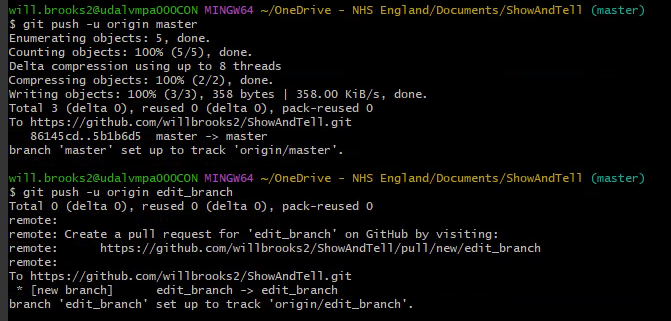 will.brooks2@udalvmpa00OCON MINGW64 ~/OneDrive - NHS England/Documents/ShowAndTell (master)
$ git push -u origin master
Enumerating objects: 5, done.
Counting objects: 100% (5/5), done.
Delta compression using up to 8 threads
Compressing objects: 100% (2/2), done.
Writing objects: 100% (3/3), 358 bytes | 358.00 KiB/s, done.
Total 3 (delta 0), reused 0 (delta 0), pack-reused 0
To https://github.com/willbrooks2/ShowAndTell.git
   86145cd..5b1b6d5  master -> master
branch 'master' set up to track 'origin/master'.
will.brooks2@udalvmpa00OCON MINGW64 ~/OneDrive - NHS England/Documents/ShowAndTell (master)
$ git push -u origin edit_branch
Total 0 (delta 0), reused 0 (delta 0), pack-reused 0
remote:
remote: Create a pull request for 'edit_branch' on GitHub by visiting:
remote:      https://github.com/willbrooks2/ShowAndTell/pull/new/edit_branch
remote:
To https://github.com/willbrooks2/ShowAndTell.git
 * [new branch]      edit_branch -> edit_branch
branch 'edit_branch' set up to track 'origin/edit_branch'.